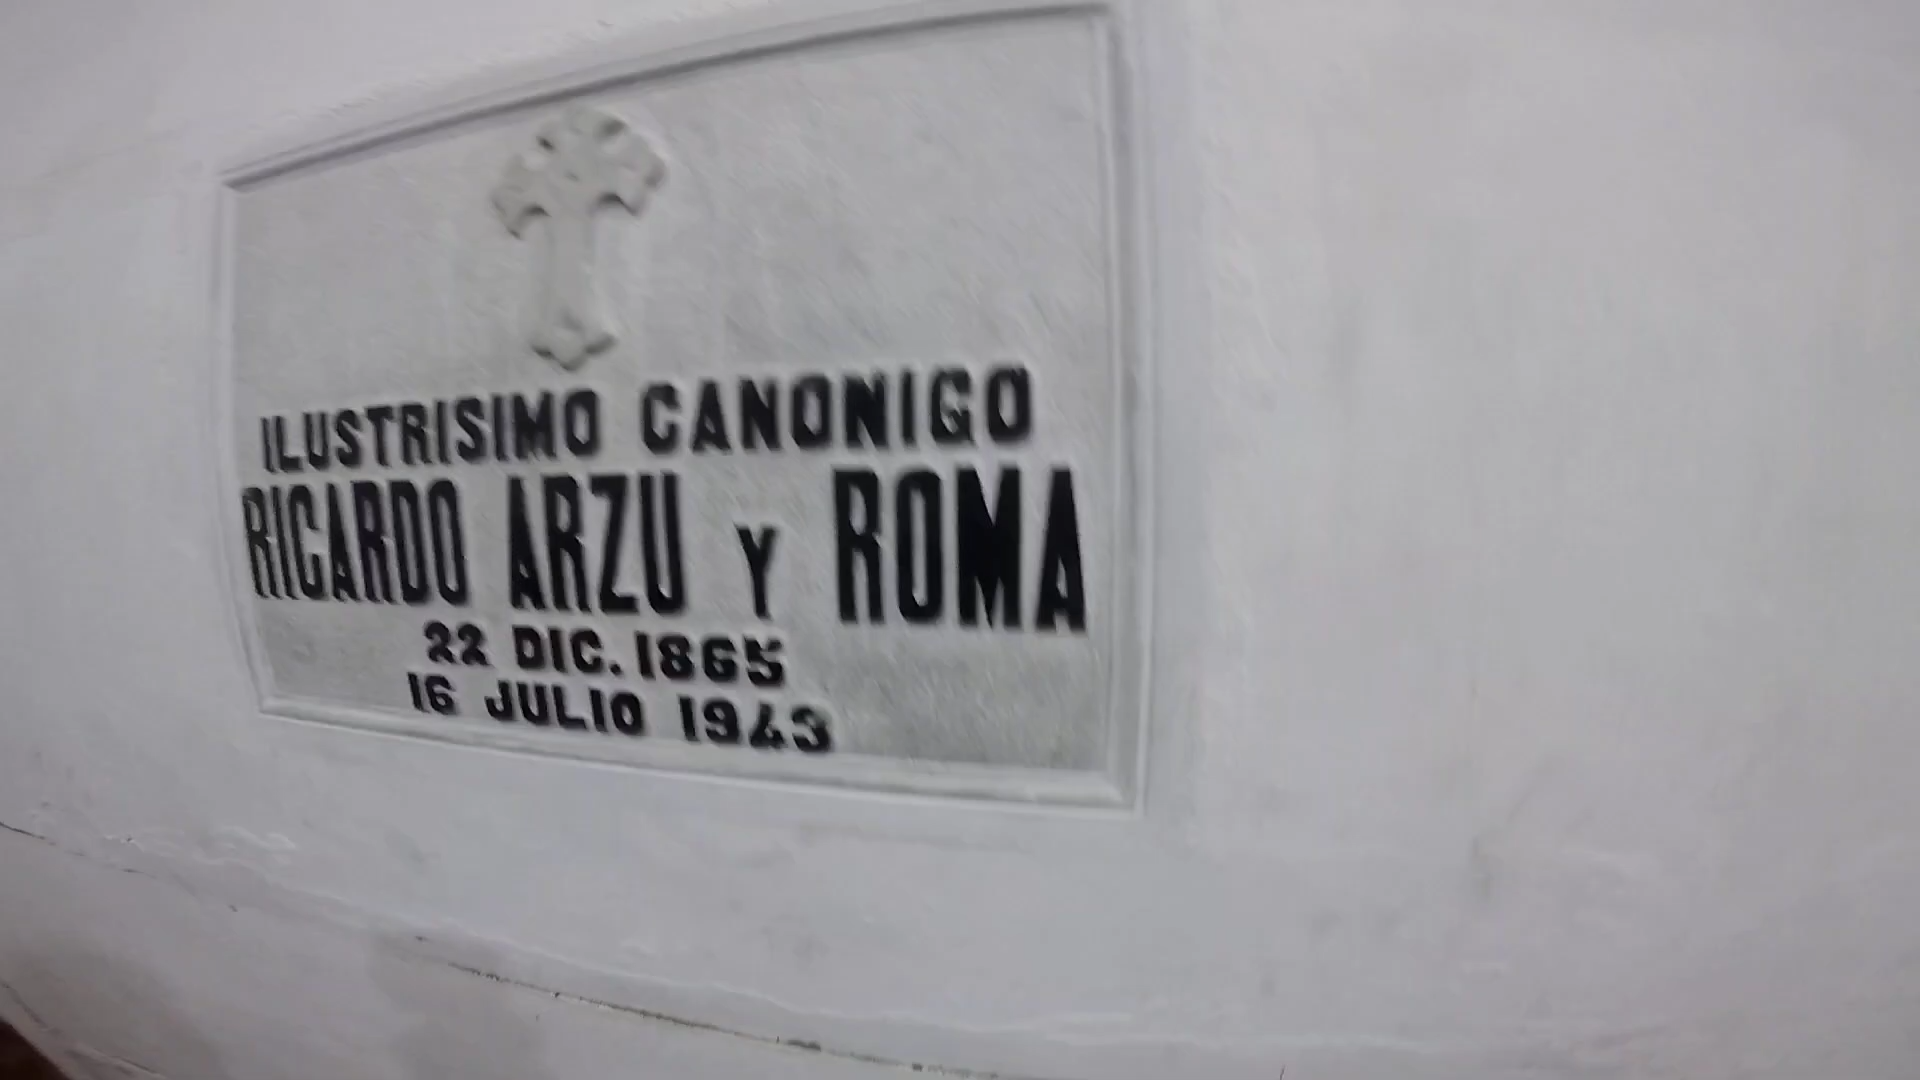 ILUSTRISIMO CANONIGO
RICARDO ARZU Y ROMA
22 DIC. 1865
16 JULIO 1943